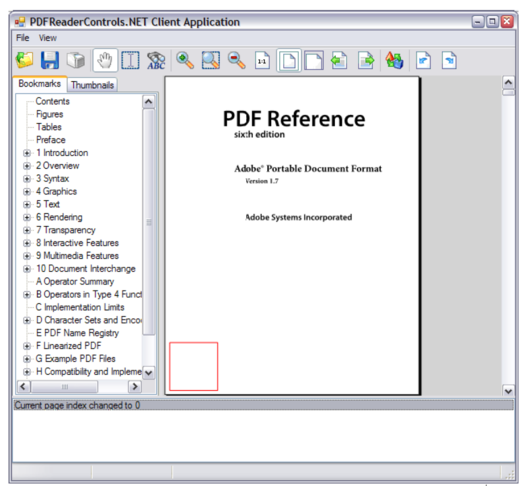 PDFReaderControls.NET Client Application
File View
ABC
1:1
Bookmarks Thumbnails
Contents
Figures
Tables
Preface
1 Introduction
2 Overview
3 Syntax
4 Graphics
5 Text
6 Rendering
7 Transparency
8 Interactive Features
9 Multimedia Features
10 Document Interchange
A Operator Summary
B Operators in Type 4 Funct
C Implementation Limits
D Character Sets and Enco
E PDF Name Registry
F Linearized PDF
G Example PDF Files
H Compatibility and Impleme
PDF Reference
sixth edition
Adobe® Portable Document Format
Version 1.7
Adobe Systems Incorporated
Current page index changed to 0